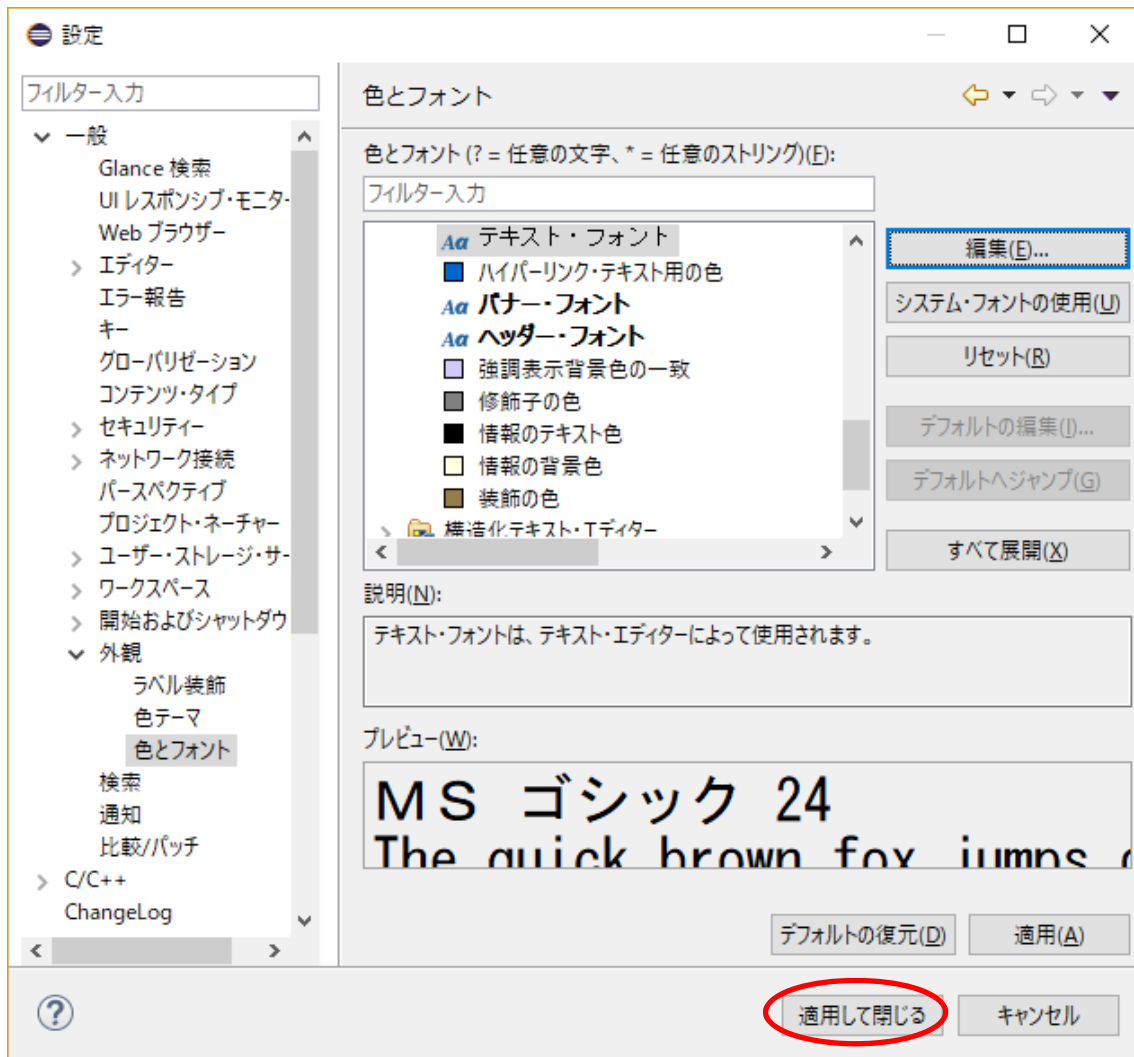 設定
フィルター入力
一般
Glance 検索
UI レスポンシブ・モニター
Web ブラウザー
エディター
エラー報告
キー
グローバリゼーション
コンテンツ・タイプ
セキュリティー
ネットワーク接続
パースペクティブ
プロジェクト・ネーチャー
ユーザー・ストレージ・サー
ワークスペース
開始およびシャットダウ
外観
ラベル装飾
色テーマ
色とフォント
検索
通知
比較/パッチ
C/C++
ChangeLog
色とフォント
色とフォント (? = 任意の文字、* = 任意のストリング)(F):
フィルター入力
Aa テキスト・フォント
ハイパーリンク・テキスト用の色
Aa バナー・フォント
Aa ヘッダー・フォント
強調表示背景色の一致
修飾子の色
情報のテキスト色
情報の背景色
装飾の色
構造化テキスト・エディター
編集(E)...
システム・フォントの使用(U)
リセット(R)
デフォルトの編集(I)...
デフォルトへジャンプ(G)
すべて展開(X)
説明(N):
テキスト・フォントは、テキスト・エディターによって使用されます。
プレビュー(W):
ＭＳ ゴシック 24
The quick brown fox jumps
デフォルトの復元(D)
適用(A)
?
適用して閉じる
キャンセル